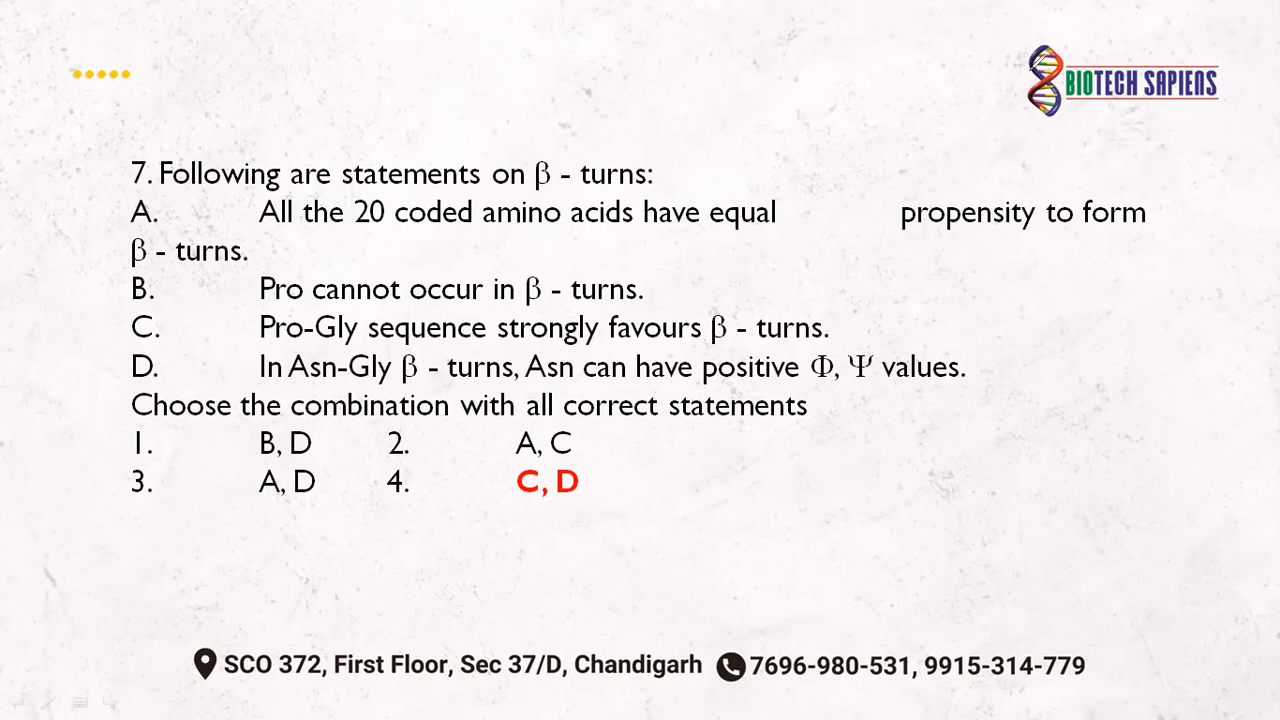 BIOTECH SAPIENS
7. Following are statements on β - turns:
A. All the 20 coded amino acids have equal propensity to form
β - turns.
B. Pro cannot occur in β - turns.
C. Pro-Gly sequence strongly favours β - turns.
D. In Asn-Gly β - turns, Asn can have positive Φ, Ψ values.
Choose the combination with all correct statements
1. B, D 2. A, C
3. A, D 4. C, D
SCO 372, First Floor, Sec 37/D, Chandigarh 7696-980-531, 9915-314-779